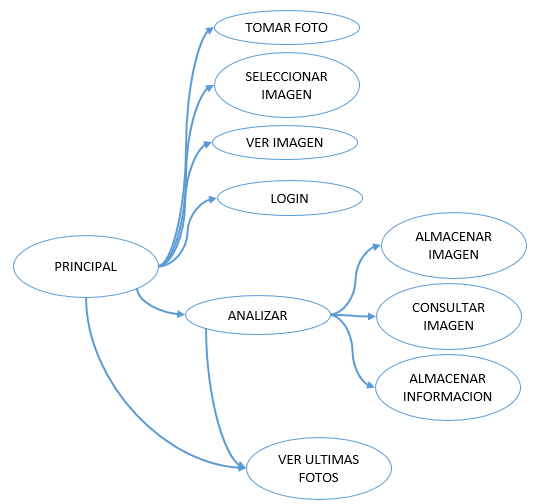 TOMAR FOTO
SELECCIONAR
IMAGEN
VER IMAGEN
LOGIN
PRINCIPAL
ANALIZAR
ALMACENAR
IMAGEN
CONSULTAR
IMAGEN
ALMACENAR
INFORMACION
VER ULTIMAS
FOTOS